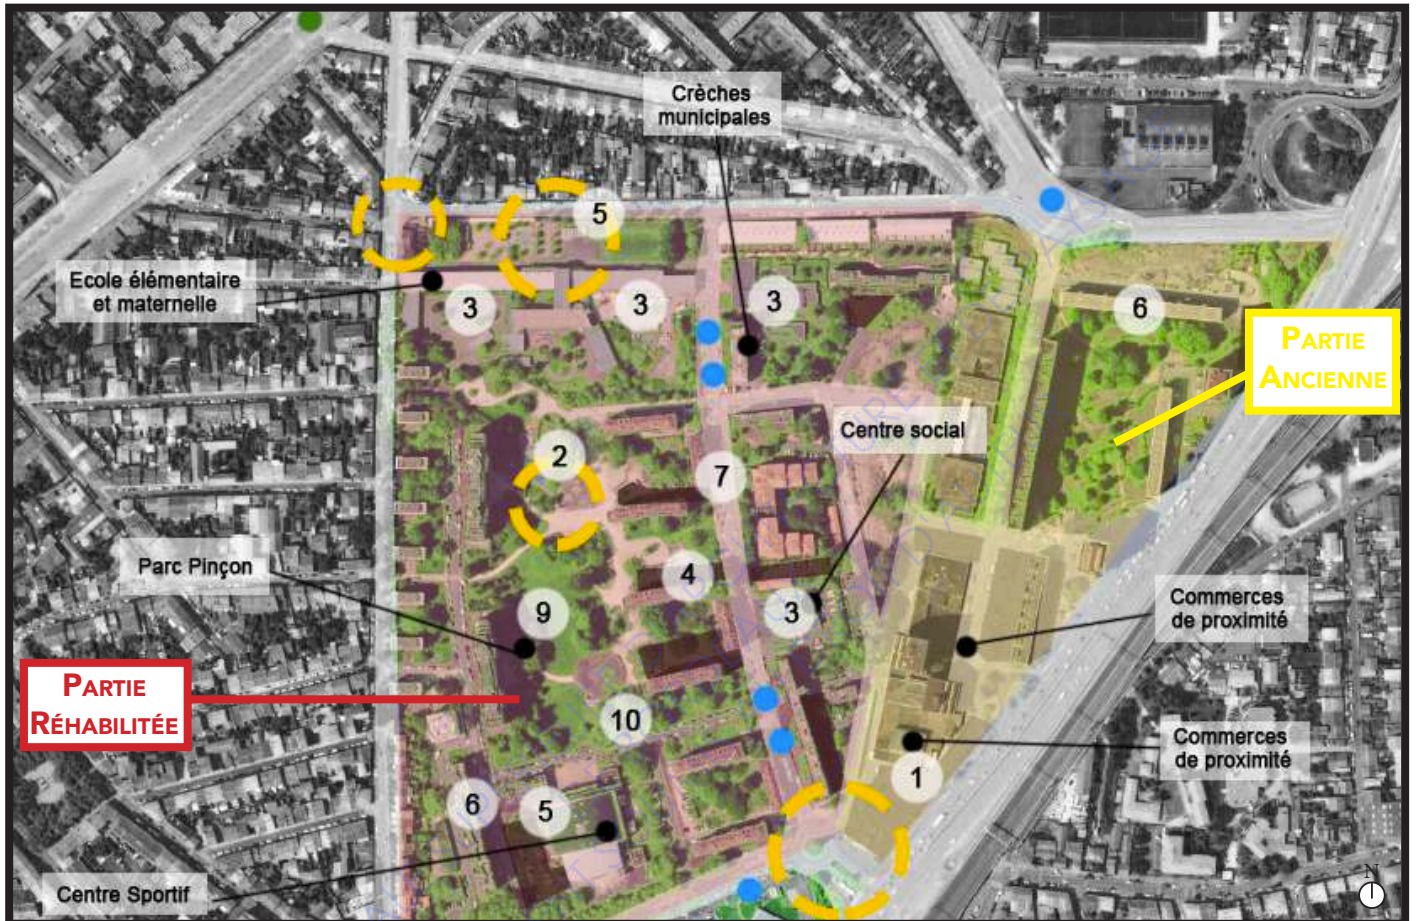 Crèches
municipales
5
Ecole élémentaire
et maternelle
3
3
3
6
PARTIE
ANCIENNE
Centre social
2
7
Parc Pinçon
4
9
3
Commerces
de proximité
PARTIE
RÉHABILITÉE
10
Commerces
de proximité
1
6
5
Centre Sportif
N